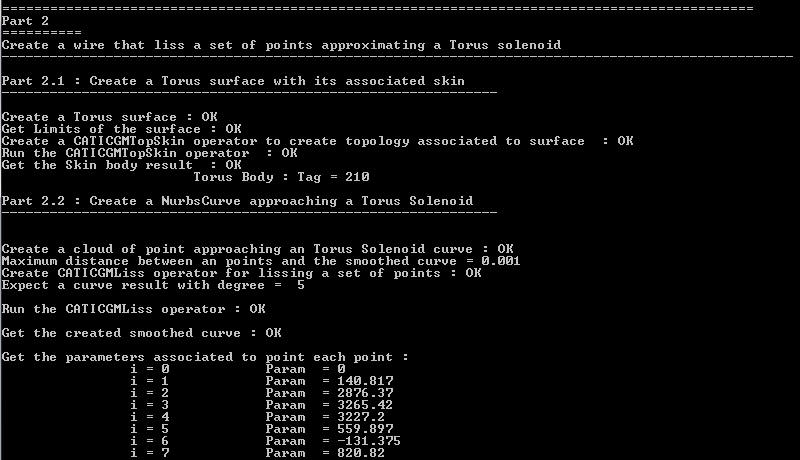 Part 2
Create a wire that liss a set of points approximating a Torus solenoid
Part 2.1 : Create a Torus surface with its associated skin
Create a Torus surface : OK
Get Limits of the surface : OK
Create a CATICGMTopSkin operator to create topology associated to surface  : OK
Run the CATICGMTopSkin operator  : OK
Get the Skin body result  : OK
Torus Body : Tag = 210
Part 2.2 : Create a NurbsCurve approaching a Torus Solenoid
Create a cloud of point approaching an Torus Solenoid curve : OK
Maximum distance between an points and the smoothed curve = 0.001
Create CATICGMLiss operator for lissing a set of points : OK
Expect a curve result with degree =  5
Run the CATICGMLiss operator : OK
Get the created smoothed curve : OK
Get the parameters associated to point each point :
i = 0            Param  = 0
i = 1            Param  = 140.817
i = 2            Param  = 2876.37
i = 3            Param  = 3265.42
i = 4            Param  = 3227.2
i = 5            Param  = 559.897
i = 6            Param  = -131.375
i = 7            Param  = 820.82